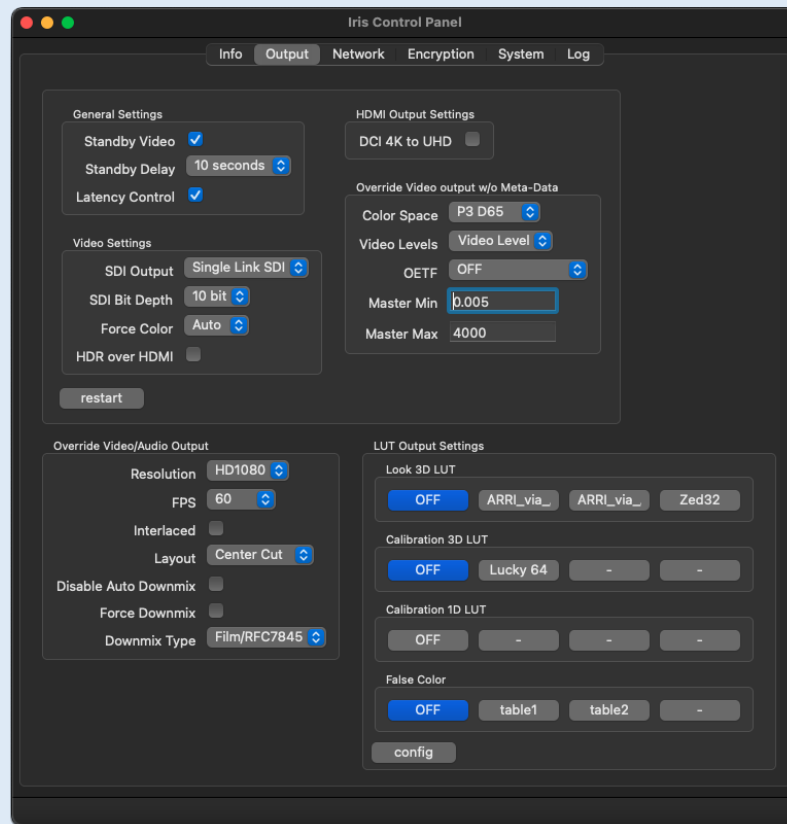 Iris Control Panel
Info Output Network Encryption System Log
General Settings
Standby Video
Standby Delay 10 seconds
Latency Control
Video Settings
SDI Output Single Link SDI
SDI Bit Depth 10 bit
Force Color Auto
HDR over HDMI
restart
HDMI Output Settings
DCI 4K to UHD
Override Video output w/o Meta-Data
Color Space P3 D65
Video Levels Video Level
OETF OFF
Master Min 0.005
Master Max 4000
Override Video/Audio Output
Resolution HD1080
FPS 60
Interlaced
Layout Center Cut
Disable Auto Downmix
Force Downmix
Downmix Type Film/RFC7845
LUT Output Settings
Look 3D LUT
OFF ARRI_via_ ARRI_via_ Zed32
Calibration 3D LUT
OFF Lucky 64 - -
Calibration 1D LUT
OFF - - -
False Color
OFF table1 table2 -
config